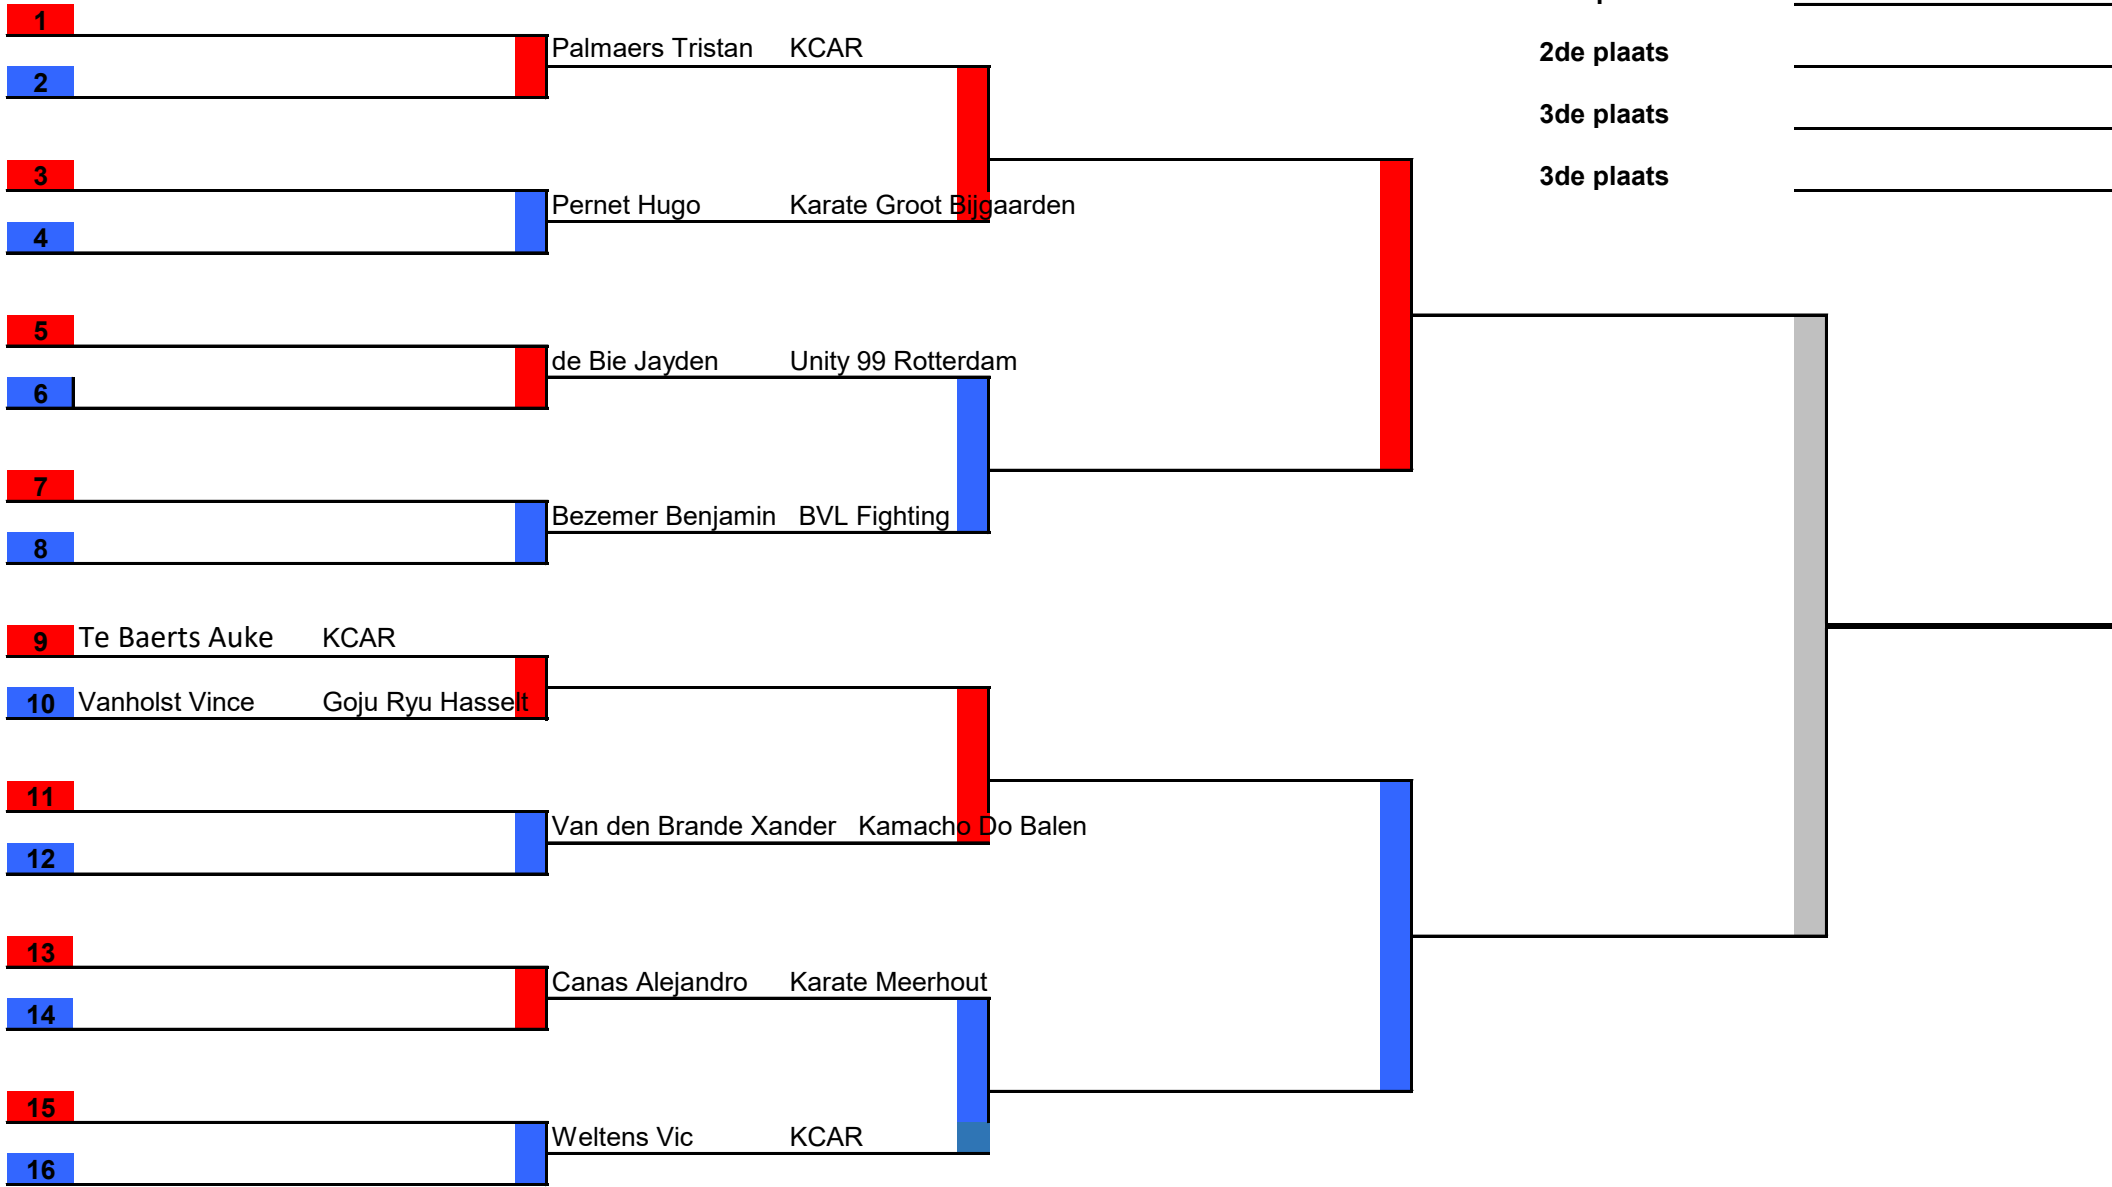 1
Palmaers Tristan KCAR
2de plaats
2
3de plaats
3
3de plaats
Pernet Hugo Karate Groot Bijgaarden
4
5
de Bie Jayden Unity 99 Rotterdam
6
7
Bezemer Benjamin BVL Fighting
8
9 Te Baerts Auke KCAR
10 Vanholst Vince Goju Ryu Hasselt
11
Van den Brande Xander Kamacho Do Balen
12
13
Canas Alejandro Karate Meerhout
14
15
Weltens Vic KCAR
16